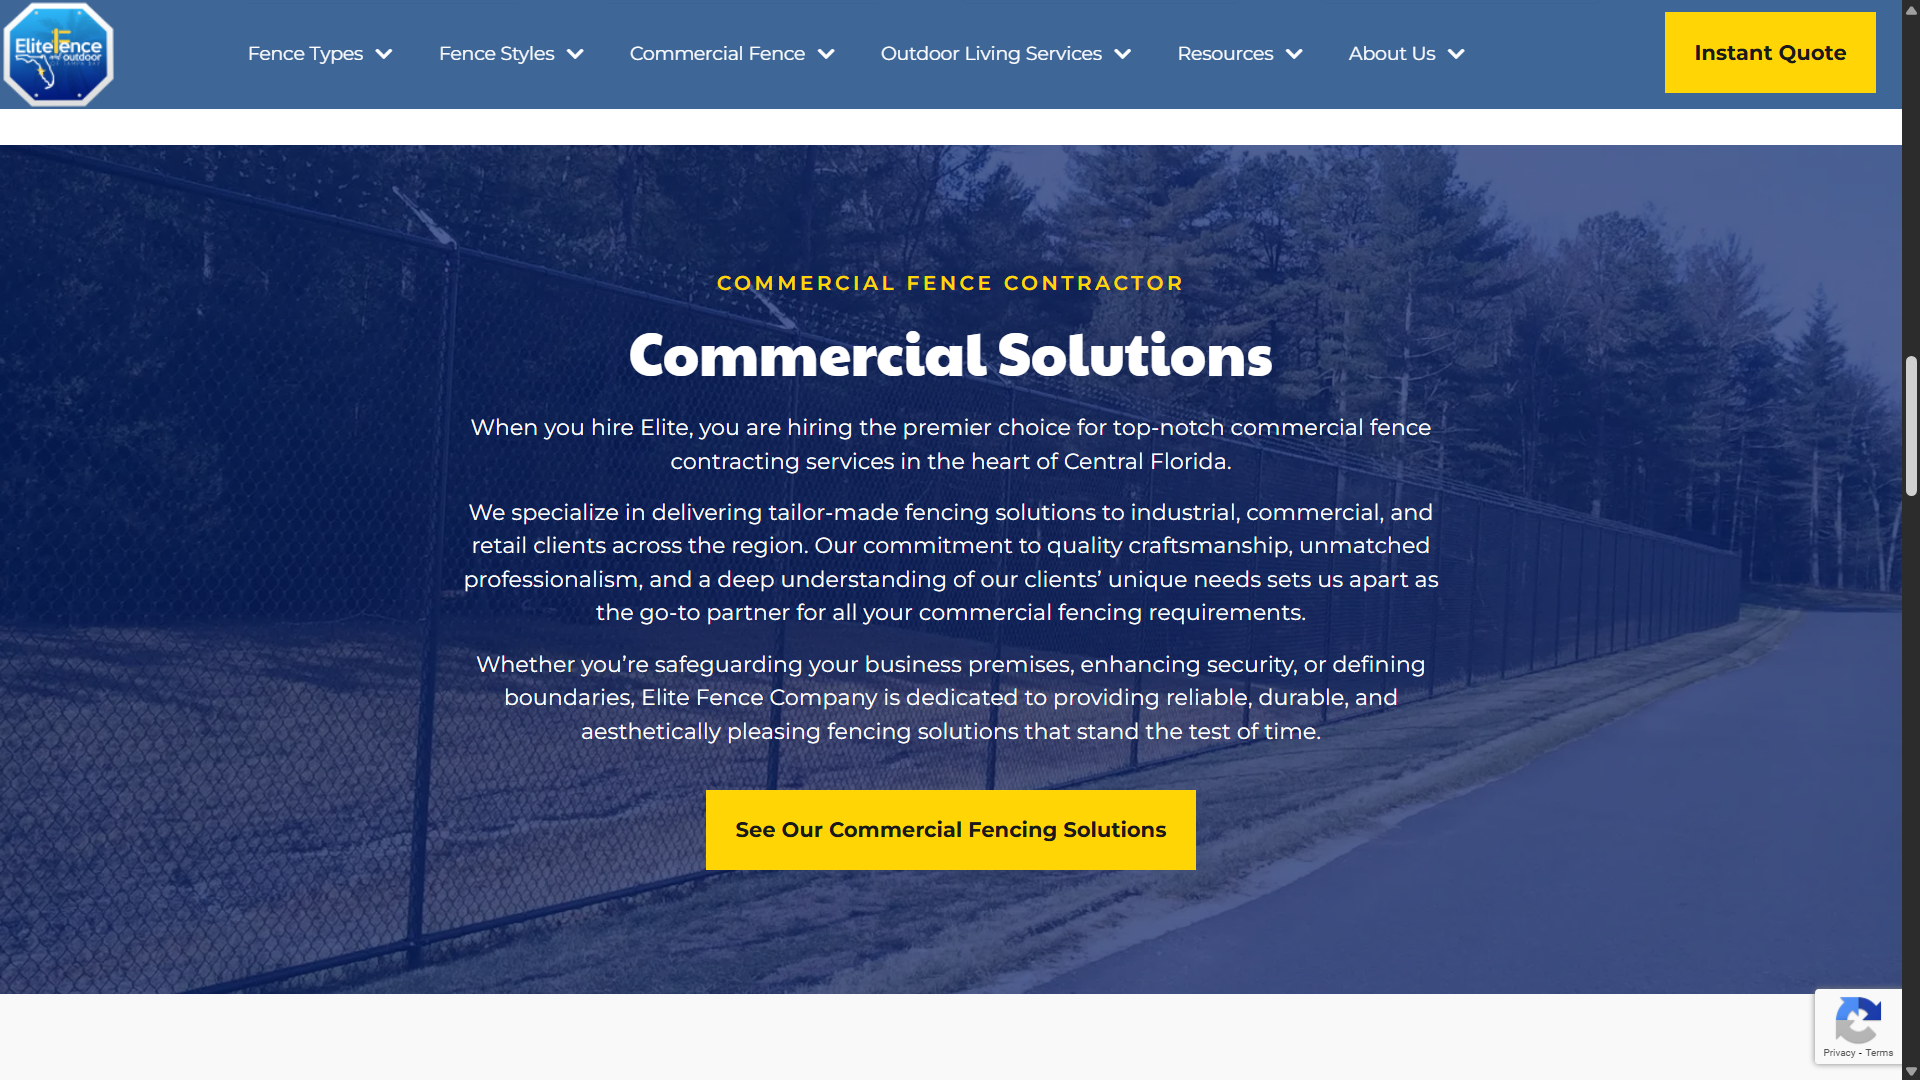 Elite Fence
and outdoor
Fence Types
Fence Styles
Commercial Fence
Outdoor Living Services
Resources
About Us
Instant Quote
COMMERCIAL FENCE CONTRACTOR
Commercial Solutions
When you hire Elite, you are hiring the premier choice for top-notch commercial fence
contracting services in the heart of Central Florida.
We specialize in delivering tailor-made fencing solutions to industrial, commercial, and
retail clients across the region. Our commitment to quality craftsmanship, unmatched
professionalism, and a deep understanding of our clients’ unique needs sets us apart as
the go-to partner for all your commercial fencing requirements.
Whether you’re safeguarding your business premises, enhancing security, or defining
boundaries, Elite Fence Company is dedicated to providing reliable, durable, and
aesthetically pleasing fencing solutions that stand the test of time.
See Our Commercial Fencing Solutions
Privacy - Terms